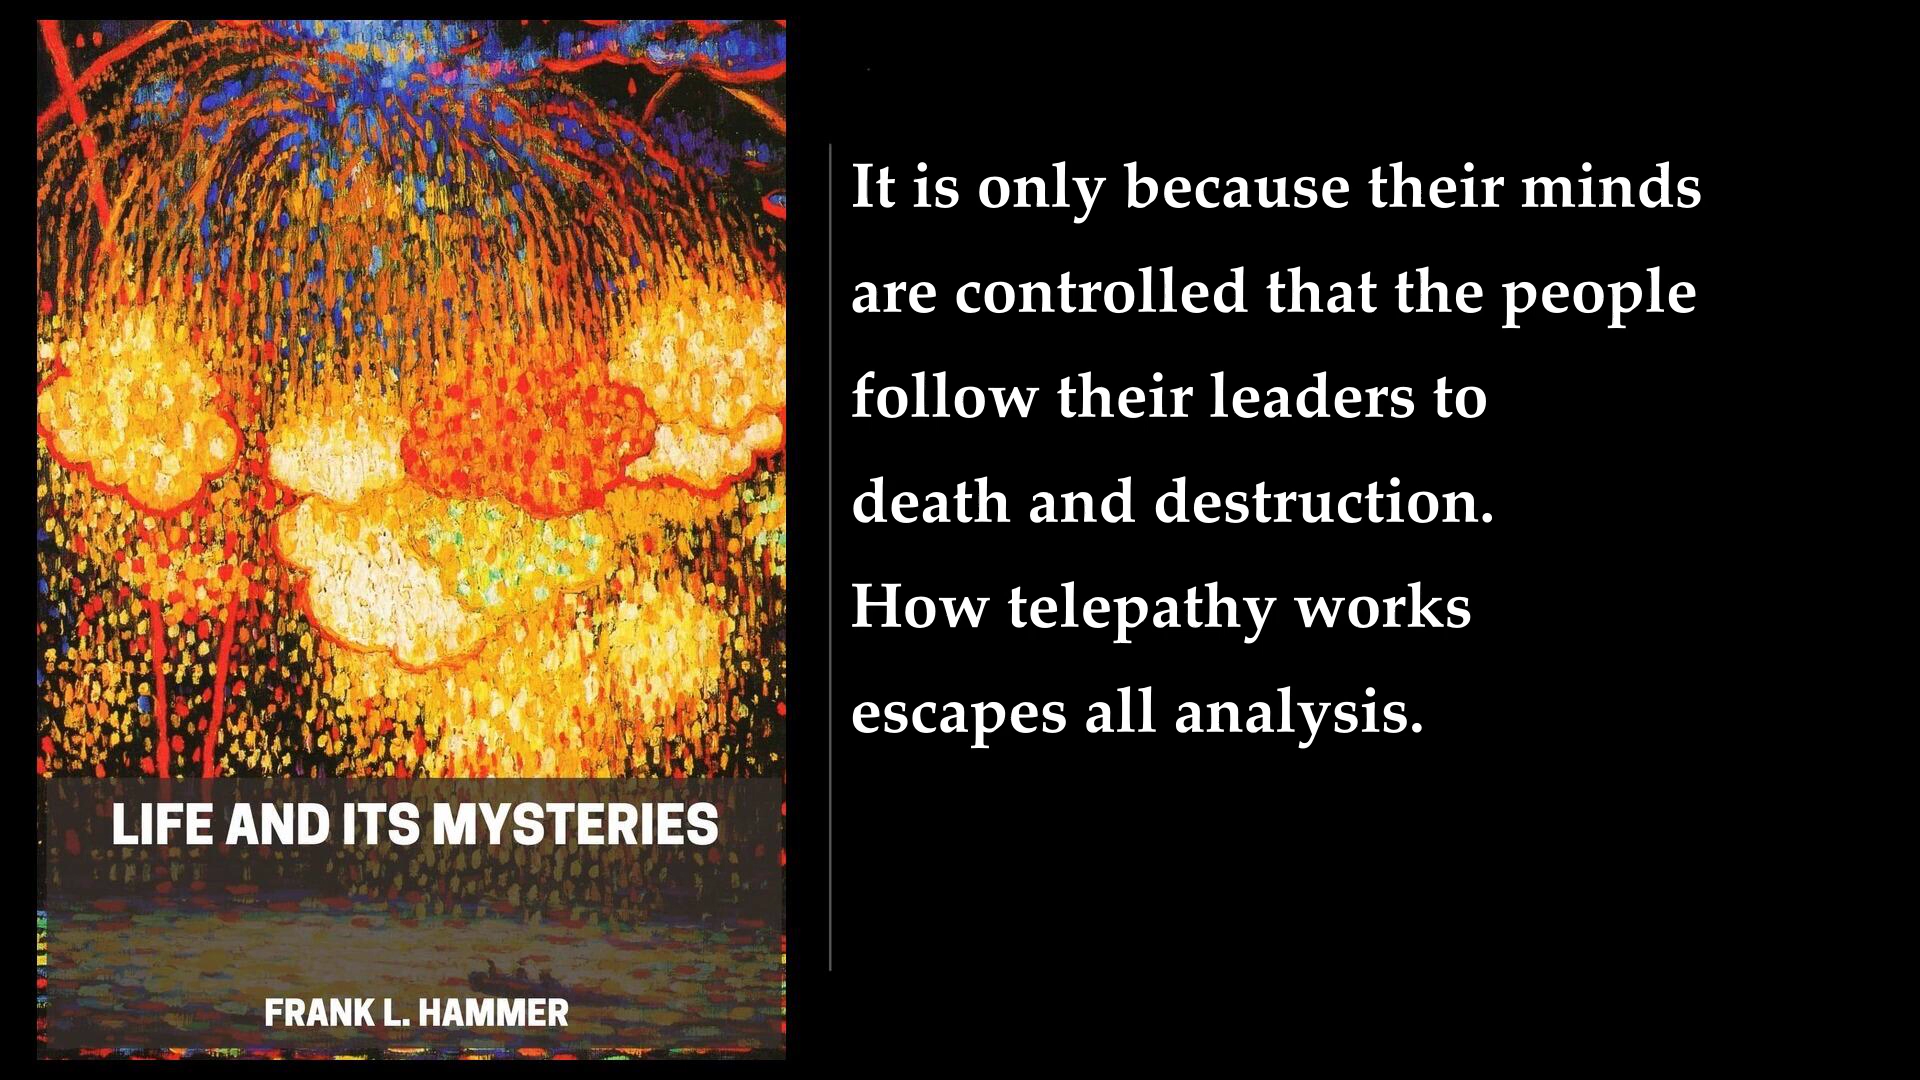 LIFE AND ITS MYSTERIES
FRANK L. HAMMER
It is only because their minds
are controlled that the people
follow their leaders to
death and destruction.
How telepathy works
escapes all analysis.